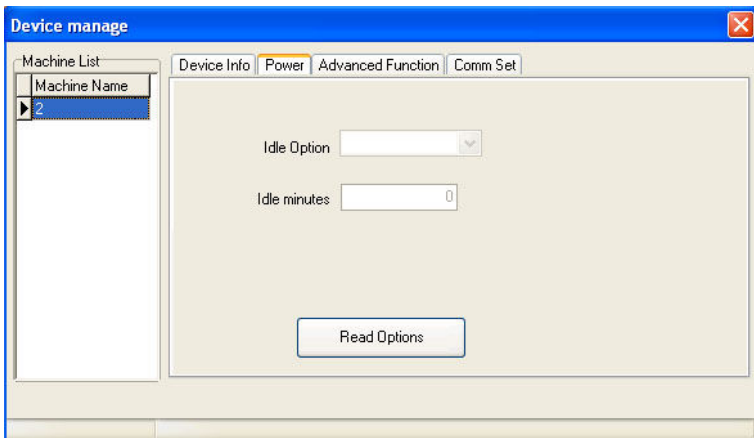 Device manage
Machine List
Machine Name
2
Device Info Power Advanced Function Comm Set
Idle Option
Idle minutes 0
Read Options